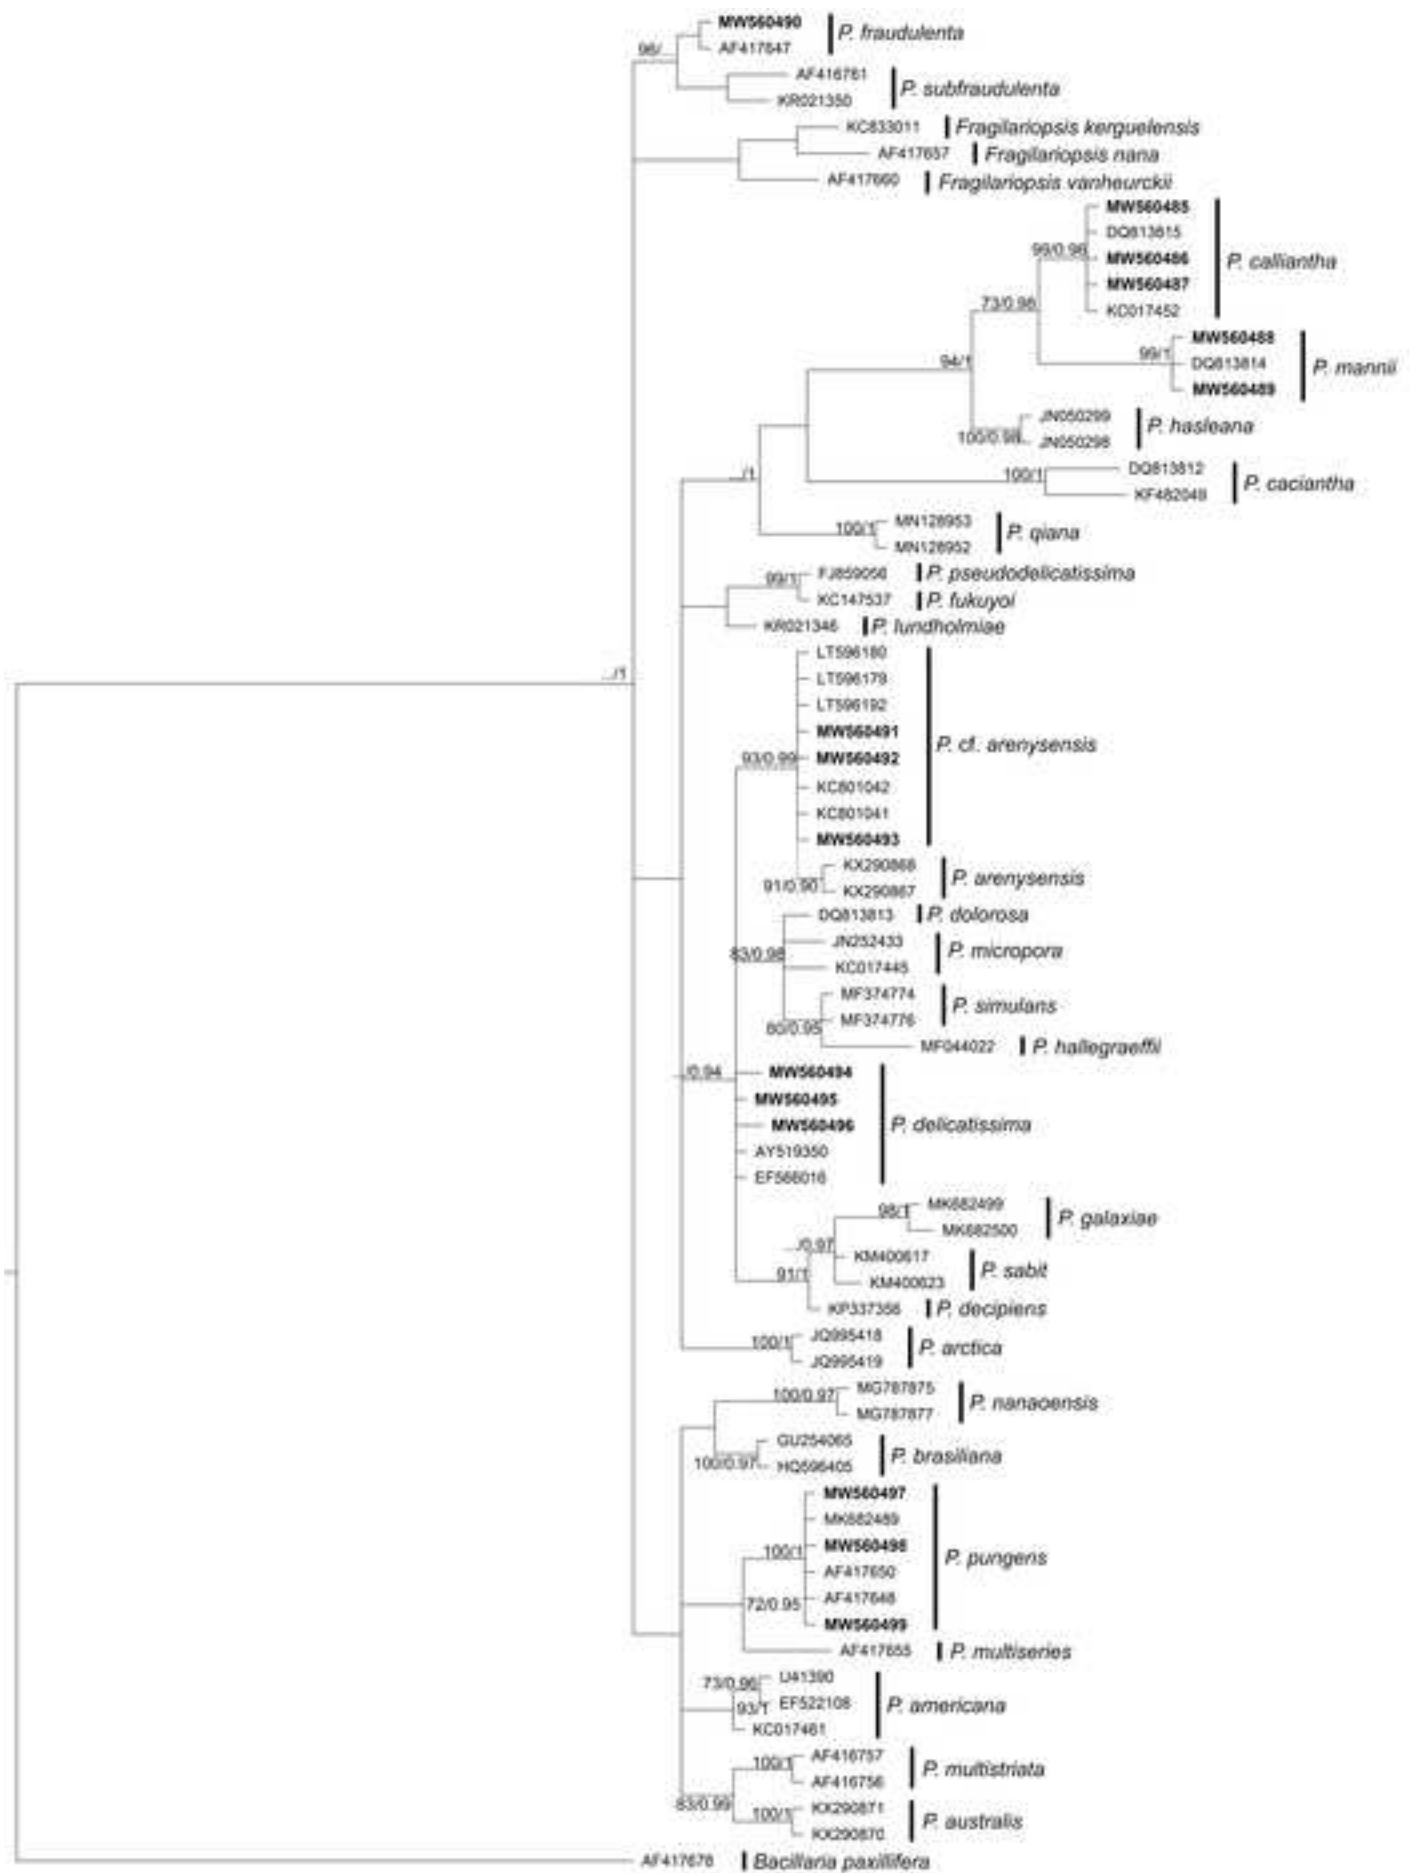 MW560490
P. fraudulenta
96/...
AF417647
AF416761
P. subfraudulenta
KR021350
KC833011 Fragilariopsis kerguelensis
AF417657 Fragilariopsis nana
AF417660 Fragilariopsis vanheurckii
MW560485
DQ813815
99/0.98
MW560486 P. calliantha
MW560487
73/0.98
KC017452
MW560488
99/1
94/1
DQ813814 P. mannii
MW560489
JN050299
P. hasleana
100/0.98
JN050298
DQ813812
100/1
P. caciantha
KF482049
.../1
MN128953
100/1
P. qiana
MN128952
FJ859056 P. pseudodelicatissima
99/1
KC147537 P. fukuyoi
KR021346 P. lundholmiae
LT596180
.../1
LT596179
LT596192
MW560491
P. cf. arenysensis
93/0.99
MW560492
KC801042
KC801041
MW560493
KX290868
P. arenysensis
91/0.90
KX290867
DQ813813 P. dolorosa
JN252433
P. micropora
83/0.98
KC017445
MF374774
P. simulans
MF374776
80/0.95
MF044022 P. hallegraeffii
.../0.94
MW560494
MW560495
MW560496 P. delicatissima
AY519350
EF566016
MK682499
98/1
P. galaxiae
MK682500
.../0.97
KM400617
P. sabit
91/1
KM400623
KP337356 P. decipiens
JQ995418
100/1
P. arctica
JQ995419
MG787875
100/0.97
P. nanaoensis
MG787877
GU254065
P. brasiliana
100/0.97
HQ596405
MW560497
MK682489
MW560498
100/1
P. pungens
AF417650
AF417648
72/0.95
MW560499
AF417655 P. multiseries
U41390
73/0.96
EF522108 P. americana
93/1
KC017461
AF416757
100/1
P. multistriata
AF416756
83/0.99
KX290871
100/1
P. australis
KX290870
AF417678 Bacillaria paxillifera